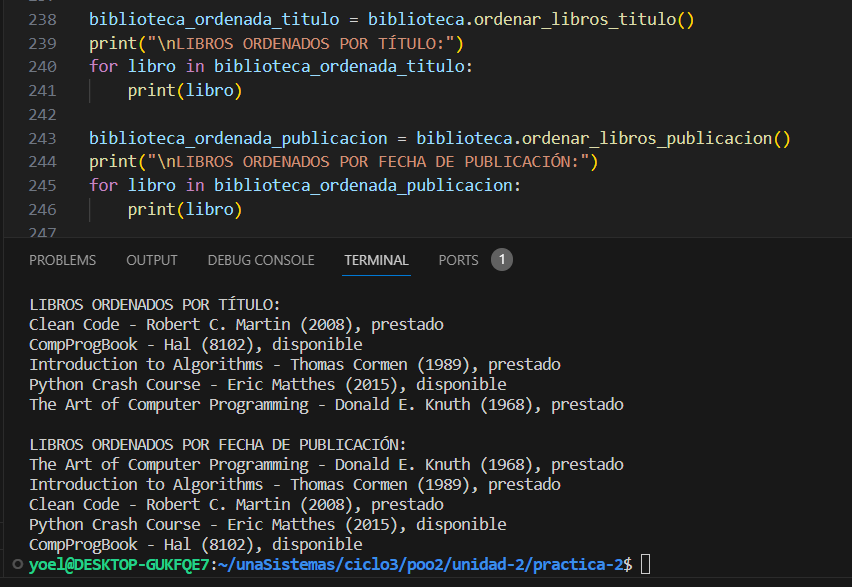 238 biblioteca_ordenada_titulo = biblioteca.ordenar_libros_titulo()
239 print("\nLIBROS ORDENADOS POR TÍTULO:")
240 for libro in biblioteca_ordenada_titulo:
241     print(libro)
242
243 biblioteca_ordenada_publicacion = biblioteca.ordenar_libros_publicacion()
244 print("\nLIBROS ORDENADOS POR FECHA DE PUBLICACIÓN:")
245 for libro in biblioteca_ordenada_publicacion:
246     print(libro)
247
PROBLEMS OUTPUT DEBUG CONSOLE TERMINAL PORTS 1
LIBROS ORDENADOS POR TÍTULO:
Clean Code - Robert C. Martin (2008), prestado
CompProgBook - Hal (8102), disponible
Introduction to Algorithms - Thomas Cormen (1989), prestado
Python Crash Course - Eric Matthes (2015), disponible
The Art of Computer Programming - Donald E. Knuth (1968), prestado
LIBROS ORDENADOS POR FECHA DE PUBLICACIÓN:
The Art of Computer Programming - Donald E. Knuth (1968), prestado
Introduction to Algorithms - Thomas Cormen (1989), prestado
Clean Code - Robert C. Martin (2008), prestado
Python Crash Course - Eric Matthes (2015), disponible
CompProgBook - Hal (8102), disponible
yoel@DESKTOP-GUKFQE7:~/unaSistemas/ciclo3/poo2/unidad-2/practica-2$